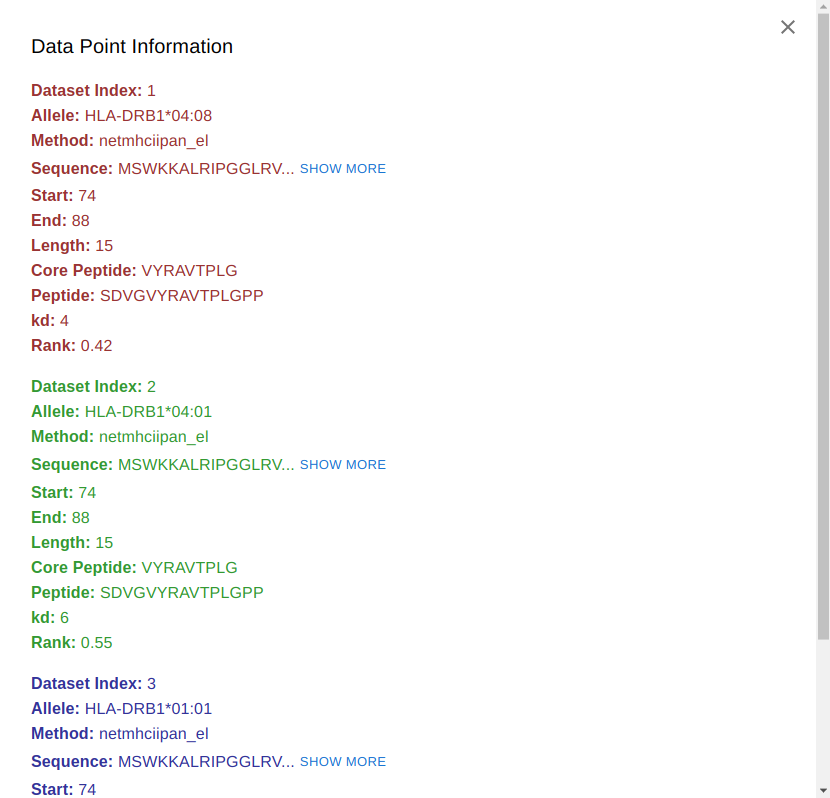 Data Point Information
Dataset Index: 1
Allele: HLA-DRB1*04:08
Method: netmhciipan_el
Sequence: MSWKKALRIPGGLRV... SHOW MORE
Start: 74
End: 88
Length: 15
Core Peptide: VYRAVTPLG
Peptide: SDVGVYRAVTPLGPP
kd: 4
Rank: 0.42
Dataset Index: 2
Allele: HLA-DRB1*04:01
Method: netmhciipan_el
Sequence: MSWKKALRIPGGLRV... SHOW MORE
Start: 74
End: 88
Length: 15
Core Peptide: VYRAVTPLG
Peptide: SDVGVYRAVTPLGPP
kd: 6
Rank: 0.55
Dataset Index: 3
Allele: HLA-DRB1*01:01
Method: netmhciipan_el
Sequence: MSWKKALRIPGGLRV... SHOW MORE
Start: 74